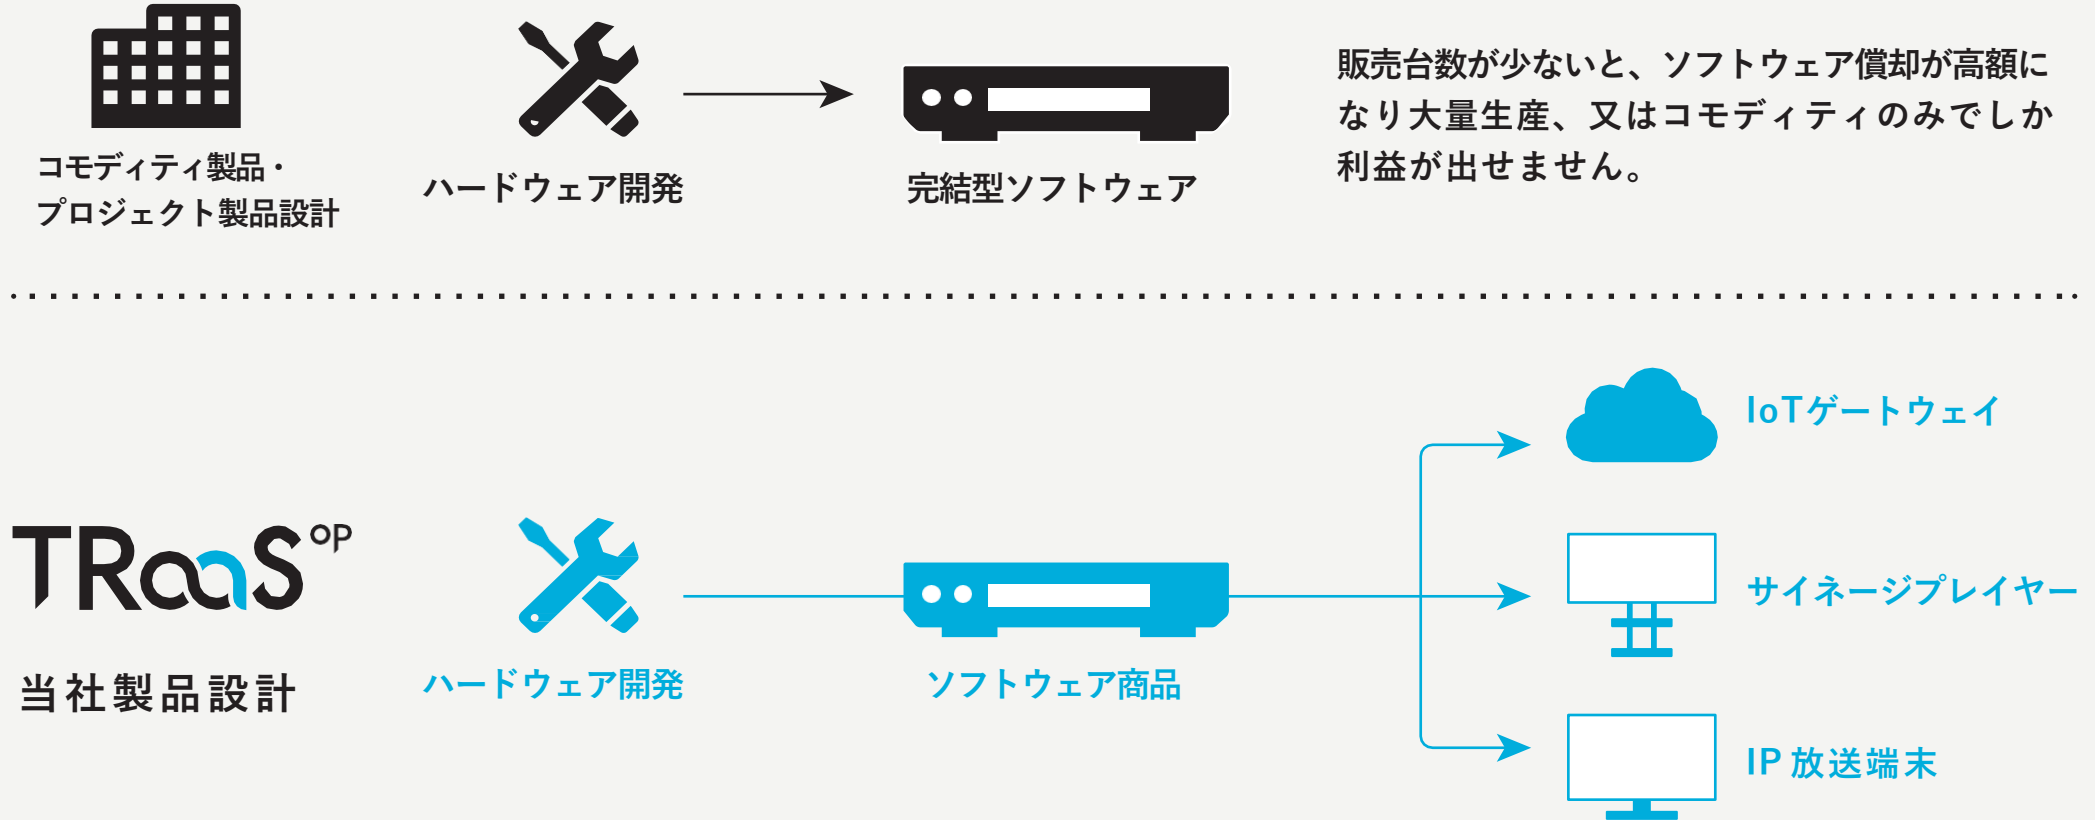 コモディティ製品・
プロジェクト製品設計
ハードウェア開発
完結型ソフトウェア
販売台数が少ないと、ソフトウェア償却が高額に
なり大量生産、又はコモディティのみでしか
利益が出せません。
TRaaS OP
当社製品設計
ハードウェア開発
ソフトウェア商品
IoTゲートウェイ
サイネージプレイヤー
IP放送端末